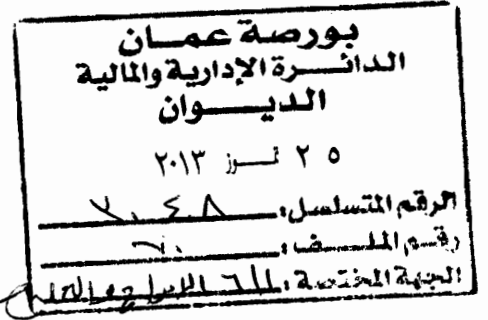 بورصة عمان
الدائرة الإدارية والمالية
الديوان
٢٥ تموز ٢٠١٣
الرقم المتسلسل:
رقم الملف:
الجهة المختصة: